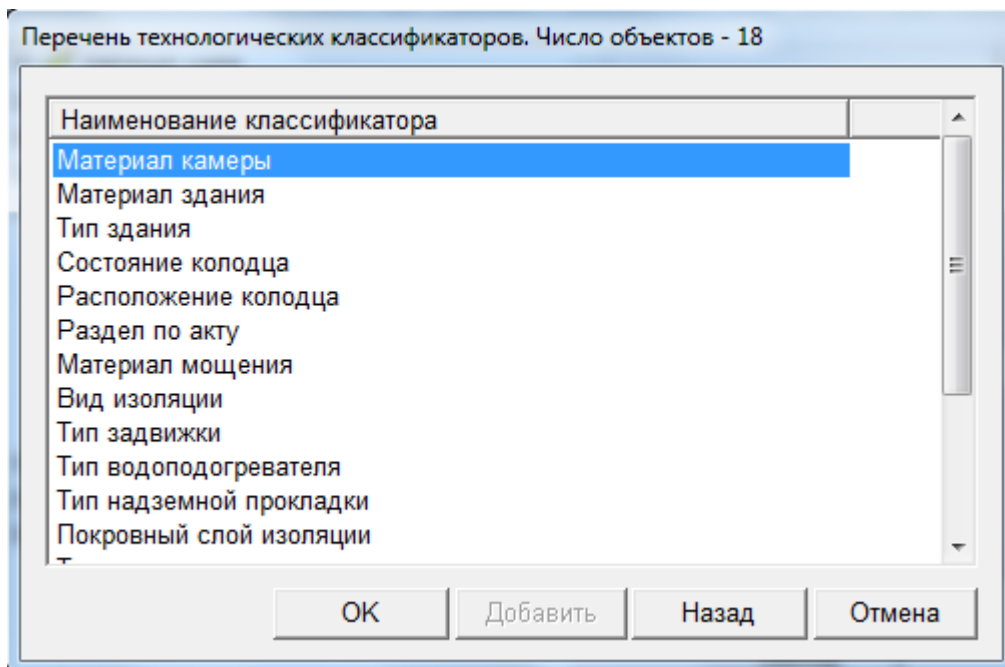 Перечень технологических классификаторов. Число объектов - 18
Наименование классификатора
Материал камеры
Материал здания
Тип здания
Состояние колодца
Расположение колодца
Раздел по акту
Материал мощения
Вид изоляции
Тип задвижки
Тип водоподогревателя
Тип надземной прокладки
Покровный слой изоляции
OK Добавить Назад Отмена